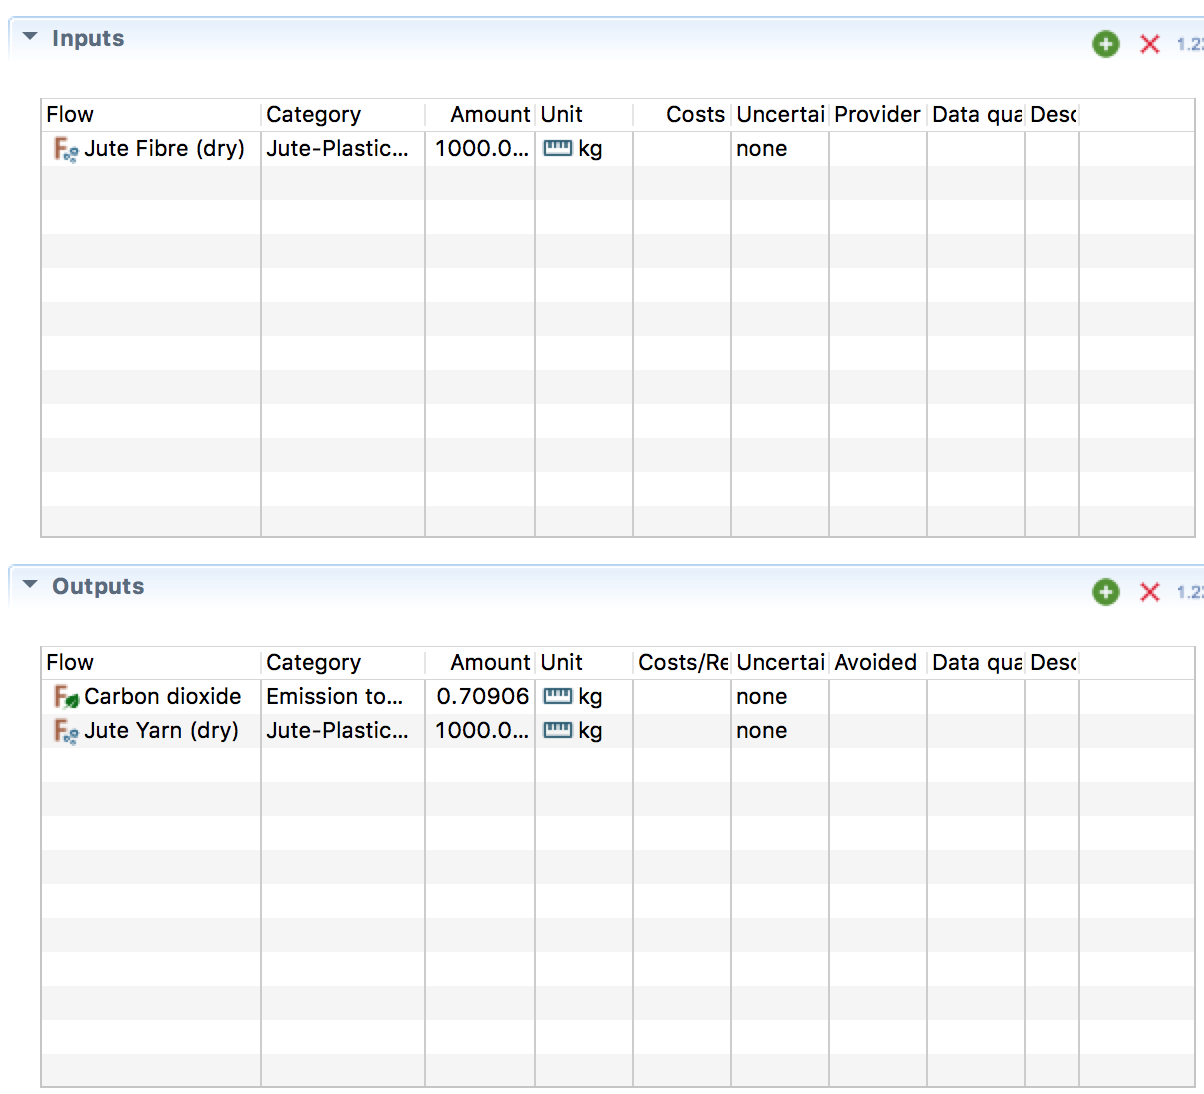 Inputs
1.2
Flow Category Amount Unit Costs Uncertai Provider Data qua Desc
Jute Fibre (dry) Jute-Plastic... 1000.0... kg none
Outputs
1.2
Flow Category Amount Unit Costs/Re Uncertai Avoided Data qua Desc
Carbon dioxide Emission to... 0.70906 kg none
Jute Yarn (dry) Jute-Plastic... 1000.0... kg none